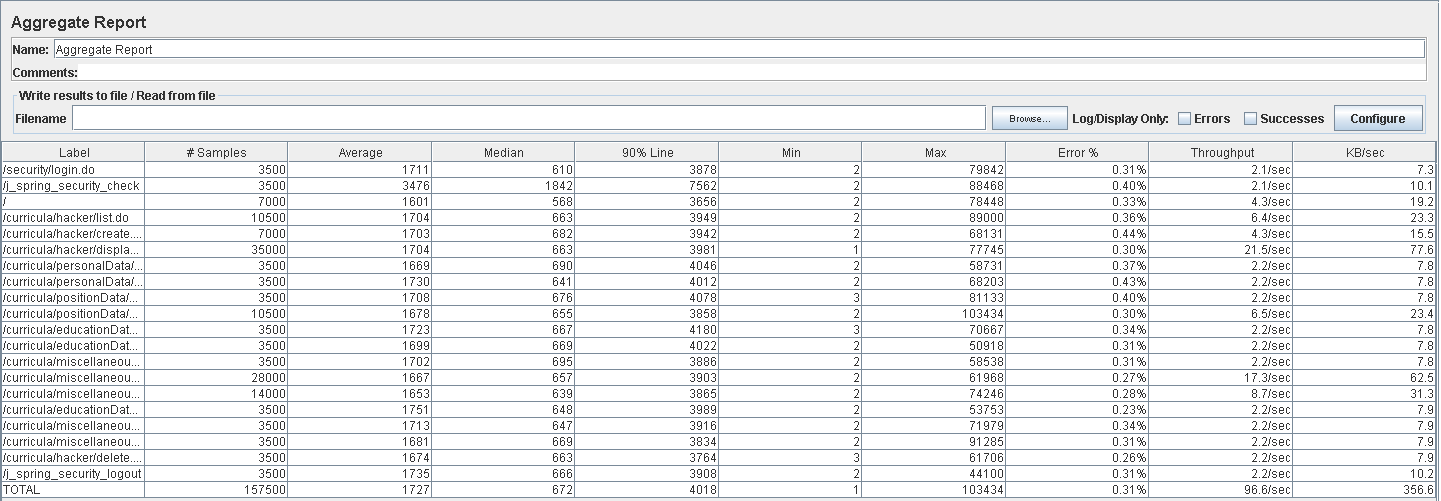 Aggregate Report
Name: Aggregate Report
Comments:
Write results to file / Read from file
Filename Browse... Log/Display Only: Errors Successes Configure
Label # Samples Average Median 90% Line Min Max Error % Throughput KB/sec
/security/login.do 3500 1711 610 3878 2 79842 0.31% 2.1/sec 7.3
/j_spring_security_check 3500 3476 1842 7562 2 88468 0.40% 2.1/sec 10.1
/ 7000 1601 568 3656 2 78448 0.33% 4.3/sec 19.2
/curricula/hacker/list.do 10500 1704 663 3949 2 89000 0.36% 6.4/sec 23.3
/curricula/hacker/create.... 7000 1703 682 3942 2 68131 0.44% 4.3/sec 15.5
/curricula/hacker/displa... 35000 1704 663 3981 1 77745 0.30% 21.5/sec 77.6
/curricula/personalData/... 3500 1669 690 4046 2 58731 0.37% 2.2/sec 7.8
/curricula/personalData/... 3500 1730 641 4012 2 68203 0.43% 2.2/sec 7.8
/curricula/positionData/... 3500 1708 676 4078 3 81133 0.40% 2.2/sec 7.8
/curricula/positionData/... 10500 1678 655 3858 2 103434 0.30% 6.5/sec 23.4
/curricula/educationDat... 3500 1723 667 4180 3 70667 0.34% 2.2/sec 7.8
/curricula/educationDat... 3500 1699 669 4022 2 50918 0.31% 2.2/sec 7.8
/curricula/miscellaneou... 3500 1702 695 3886 2 58538 0.31% 2.2/sec 7.8
/curricula/miscellaneou... 28000 1667 657 3903 2 61968 0.27% 17.3/sec 62.5
/curricula/miscellaneou... 14000 1653 639 3865 2 74246 0.28% 8.7/sec 31.3
/curricula/educationDat... 3500 1751 648 3989 2 53753 0.23% 2.2/sec 7.9
/curricula/miscellaneou... 3500 1713 647 3916 2 71979 0.34% 2.2/sec 7.9
/curricula/miscellaneou... 3500 1681 669 3834 2 91285 0.31% 2.2/sec 7.9
/curricula/hacker/delete.... 3500 1674 663 3764 3 61706 0.26% 2.2/sec 7.9
/j_spring_security_logout 3500 1735 666 3908 2 44100 0.31% 2.2/sec 10.2
TOTAL 157500 1727 672 4018 1 103434 0.31% 96.6/sec 356.6